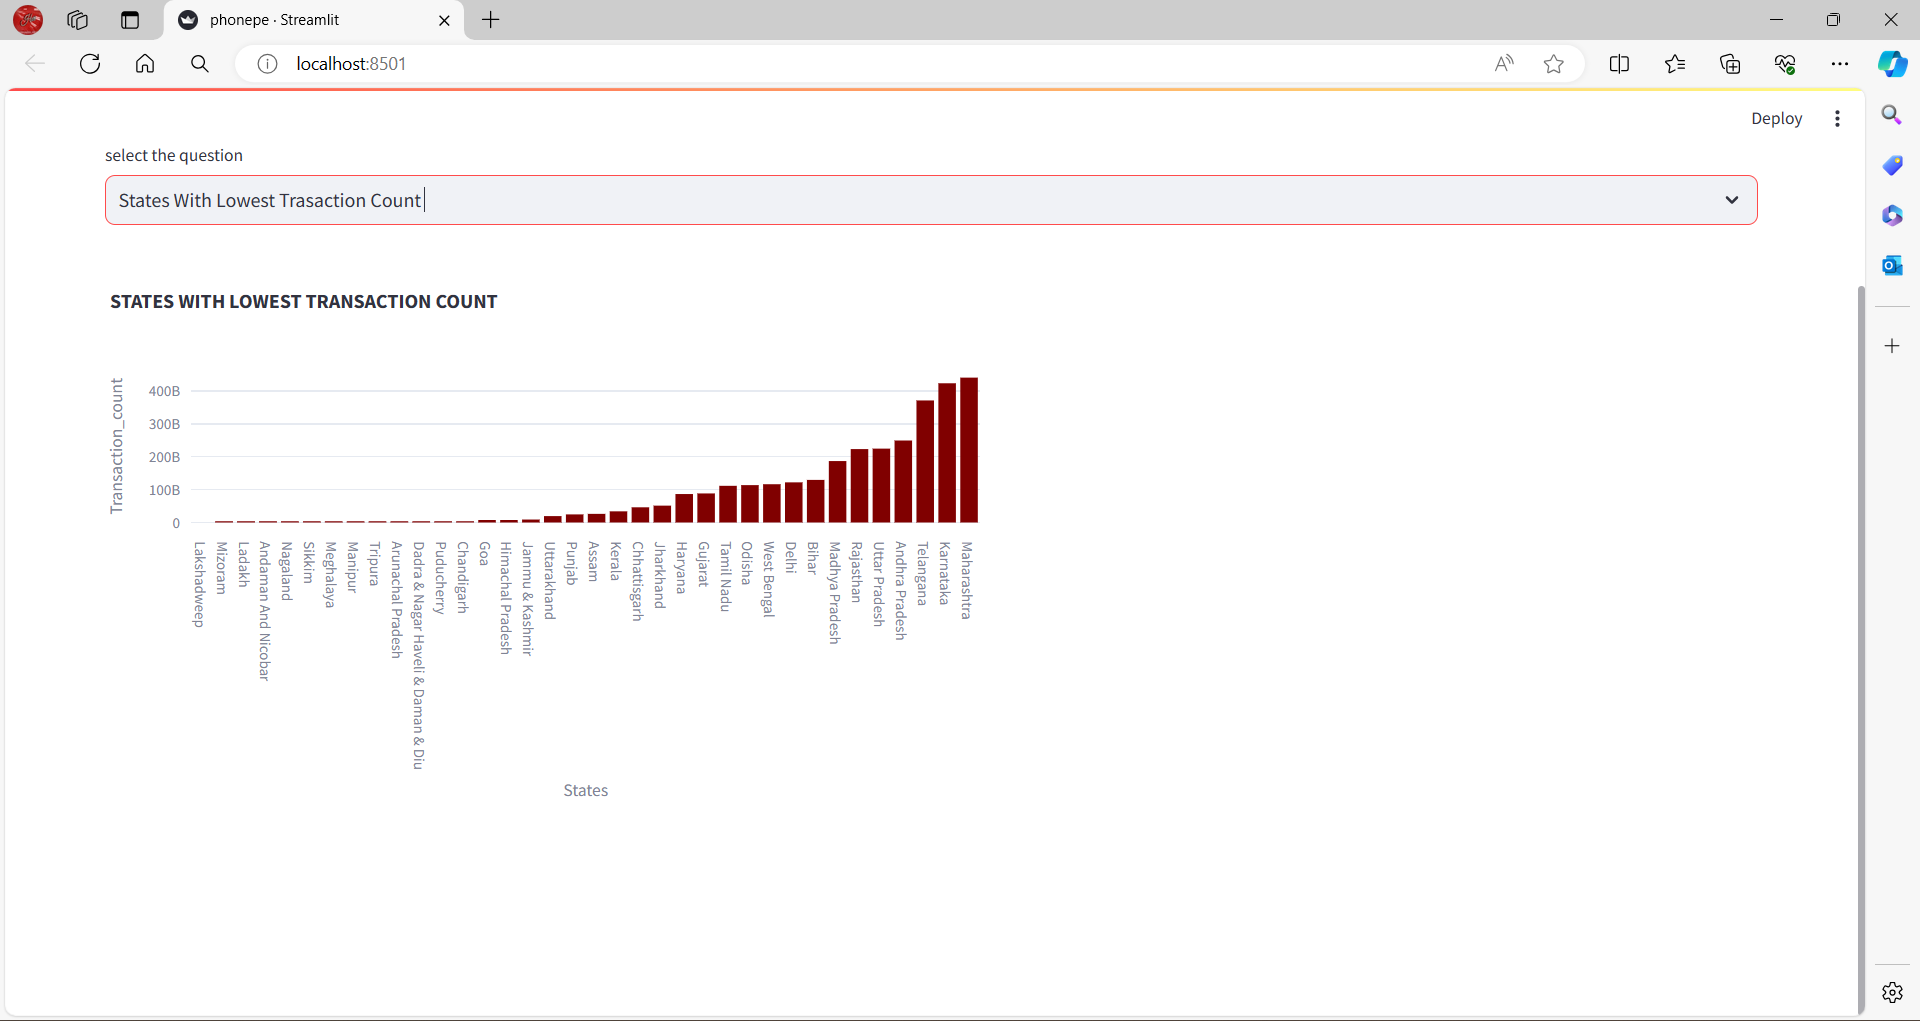 phonepe · Streamlit
localhost:8501
Deploy
select the question
States With Lowest Trasaction Count
STATES WITH LOWEST TRANSACTION COUNT
Transaction_count
400B
300B
200B
100B
0
Lakshadweep
Mizoram
Ladakh
Andaman And Nicobar
Nagaland
Sikkim
Meghalaya
Manipur
Tripura
Arunachal Pradesh
Dadra & Nagar Haveli & Daman & Diu
Puducherry
Chandigarh
Goa
Himachal Pradesh
Jammu & Kashmir
Uttarakhand
Punjab
Assam
Kerala
Chhattisgarh
Jharkhand
Haryana
Gujarat
Tamil Nadu
Odisha
West Bengal
Delhi
Bihar
Madhya Pradesh
Rajasthan
Uttar Pradesh
Andhra Pradesh
Telangana
Karnataka
Maharashtra
States